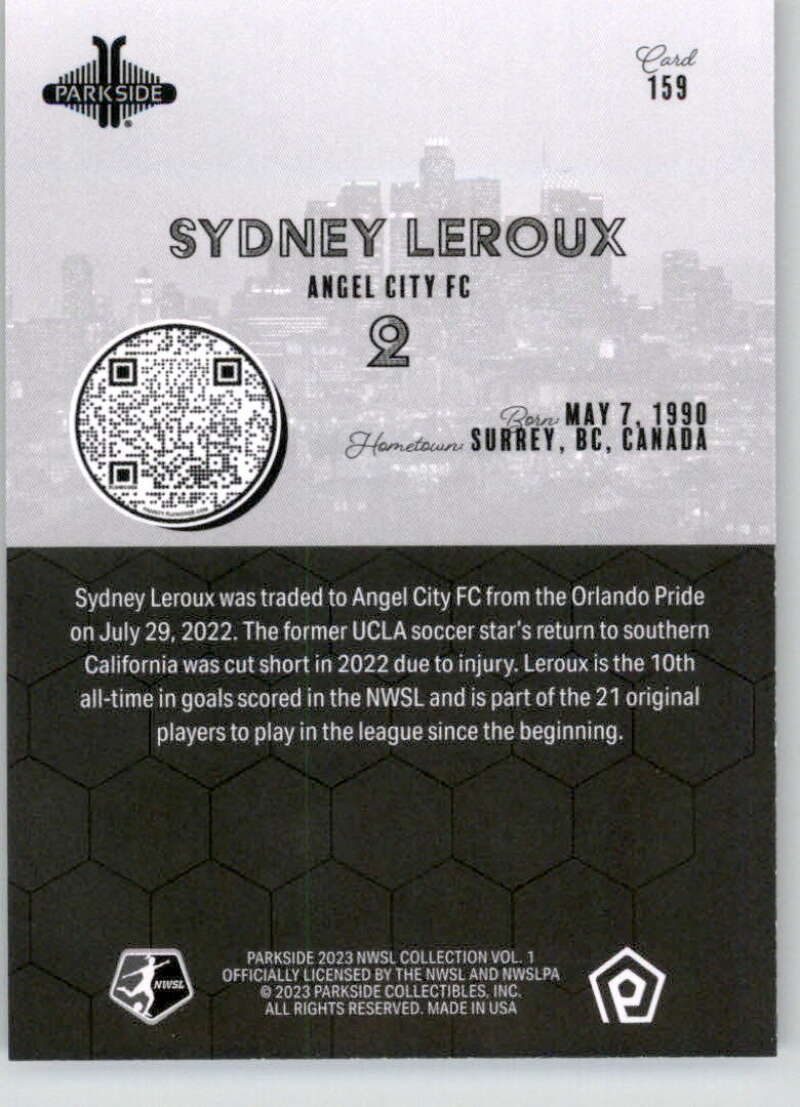 PARKSIDE
Card
159
SYDNEY LEROUX
ANGEL CITY FC
2
Born: MAY 7, 1990
Hometown: SURREY, BC, CANADA
Sydney Leroux was traded to Angel City FC from the Orlando Pride
on July 29, 2022. The former UCLA soccer star's return to southern
California was cut short in 2022 due to injury. Leroux is the 10th
all-time in goals scored in the NWSL and is part of the 21 original
players to play in the league since the beginning.
NWSL
PARKSIDE 2023 NWSL COLLECTION VOL. 1
OFFICIALLY LICENSED BY THE NWSL AND NWSLPA
© 2023 PARKSIDE COLLECTIBLES, INC.
ALL RIGHTS RESERVED. MADE IN USA